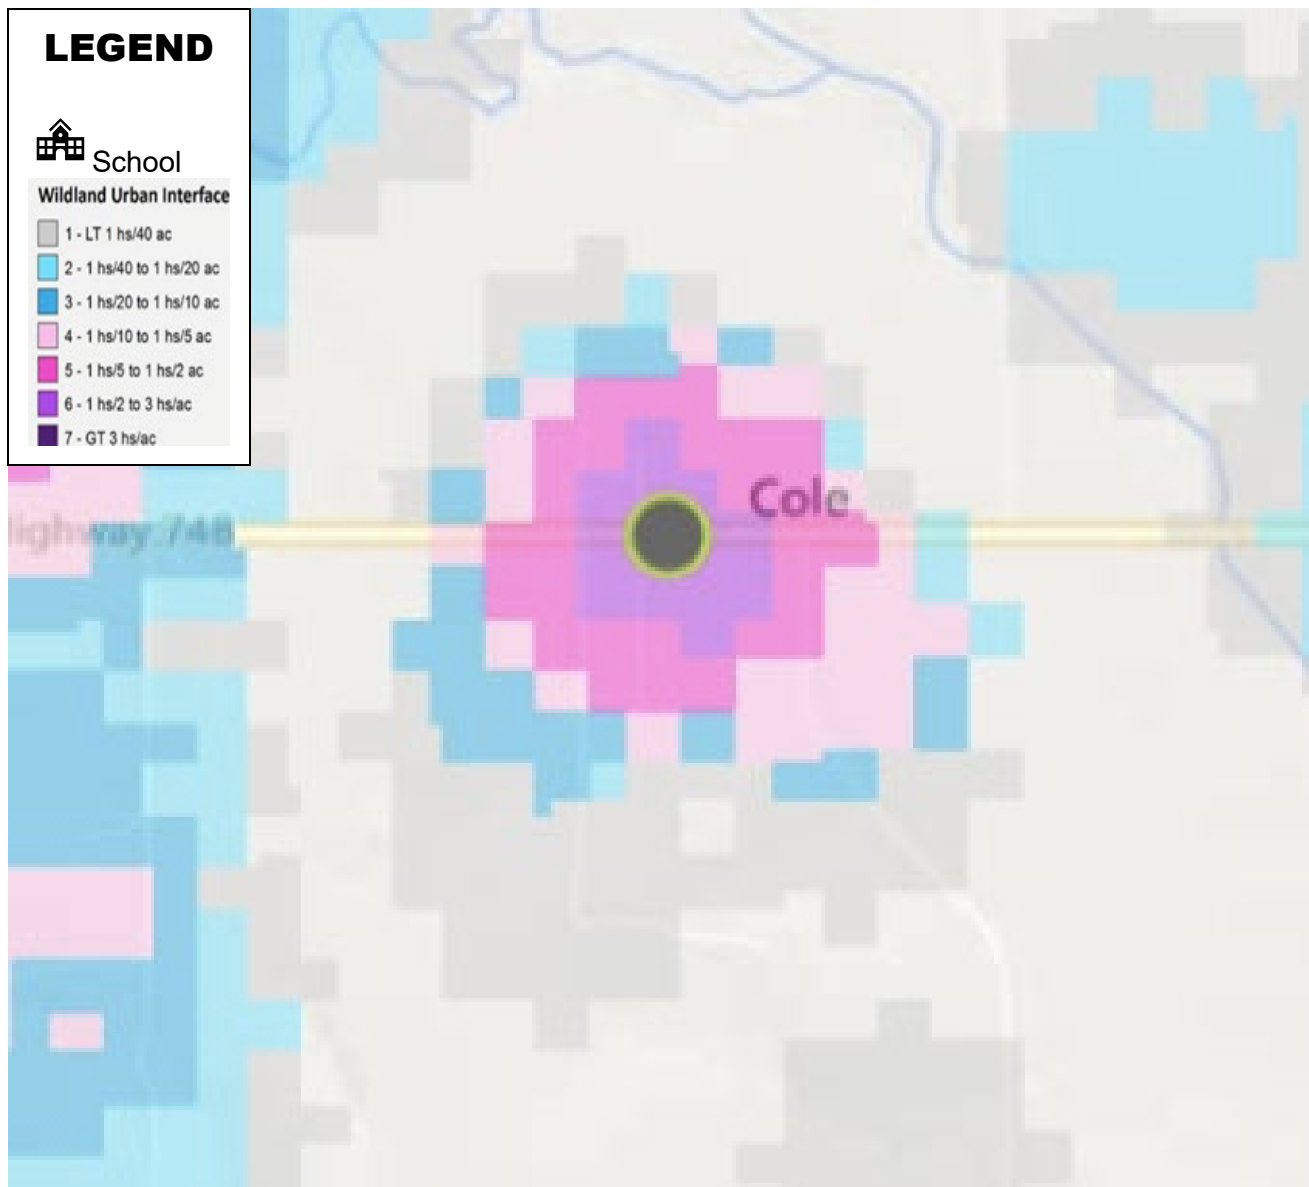 LEGEND
School
Wildland Urban Interface
1 - LT 1 hs/40 ac
2 - 1 hs/40 to 1 hs/20 ac
3 - 1 hs/20 to 1 hs/10 ac
4 - 1 hs/10 to 1 hs/5 ac
5 - 1 hs/5 to 1 hs/2 ac
6 - 1 hs/2 to 3 hs/ac
7 - GT 3 hs/ac
Cole
Highway 74B